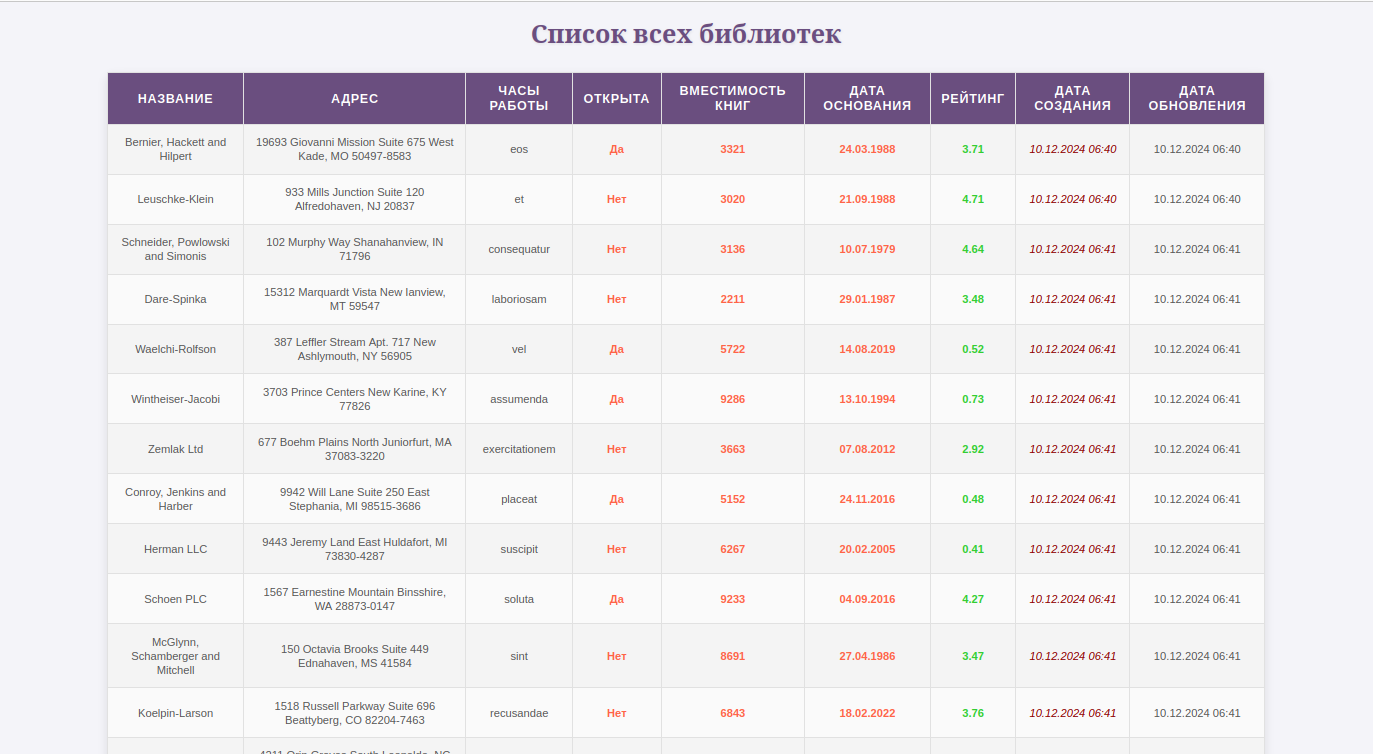 Список всех библиотек
НАЗВАНИЕ АДРЕС ЧАСЫ РАБОТЫ ОТКРЫТА ВМЕСТИМОСТЬ КНИГ ДАТА ОСНОВАНИЯ РЕЙТИНГ ДАТА СОЗДАНИЯ ДАТА ОБНОВЛЕНИЯ
Bernier, Hackett and Hilpert 19693 Giovanni Mission Suite 675 West Kade, MO 50497-8583 eos Да 3321 24.03.1988 3.71 10.12.2024 06:40 10.12.2024 06:40
Leuschke-Klein 933 Mills Junction Suite 120 Alfredohaven, NJ 20837 et Нет 3020 21.09.1988 4.71 10.12.2024 06:40 10.12.2024 06:40
Schneider, Powlowski and Simonis 102 Murphy Way Shanahanview, IN 71796 consequatur Нет 3136 10.07.1979 4.64 10.12.2024 06:41 10.12.2024 06:41
Dare-Spinka 15312 Marquardt Vista New Ianview, MT 59547 laboriosam Нет 2211 29.01.1987 3.48 10.12.2024 06:41 10.12.2024 06:41
Waelchi-Rolfson 387 Leffler Stream Apt. 717 New Ashlymouth, NY 56905 vel Да 5722 14.08.2019 0.52 10.12.2024 06:41 10.12.2024 06:41
Wintheiser-Jacobi 3703 Prince Centers New Karine, KY 77826 assumenda Да 9286 13.10.1994 0.73 10.12.2024 06:41 10.12.2024 06:41
Zemlak Ltd 677 Boehm Plains North Juniorfurt, MA 37083-3220 exercitationem Нет 3663 07.08.2012 2.92 10.12.2024 06:41 10.12.2024 06:41
Conroy, Jenkins and Harber 9942 Will Lane Suite 250 East Stephania, MI 98515-3686 placeat Да 5152 24.11.2016 0.48 10.12.2024 06:41 10.12.2024 06:41
Herman LLC 9443 Jeremy Land East Huldafort, MI 73830-4287 suscipit Нет 6267 20.02.2005 0.41 10.12.2024 06:41 10.12.2024 06:41
Schoen PLC 1567 Earnestine Mountain Binsshire, WA 28873-0147 soluta Да 9233 04.09.2016 4.27 10.12.2024 06:41 10.12.2024 06:41
McGlynn, Schamberger and Mitchell 150 Octavia Brooks Suite 449 Ednahaven, MS 41584 sint Нет 8691 27.04.1986 3.47 10.12.2024 06:41 10.12.2024 06:41
Koelpin-Larson 1518 Russell Parkway Suite 696 Beattyberg, CO 82204-7463 recusandae Нет 6843 18.02.2022 3.76 10.12.2024 06:41 10.12.2024 06:41